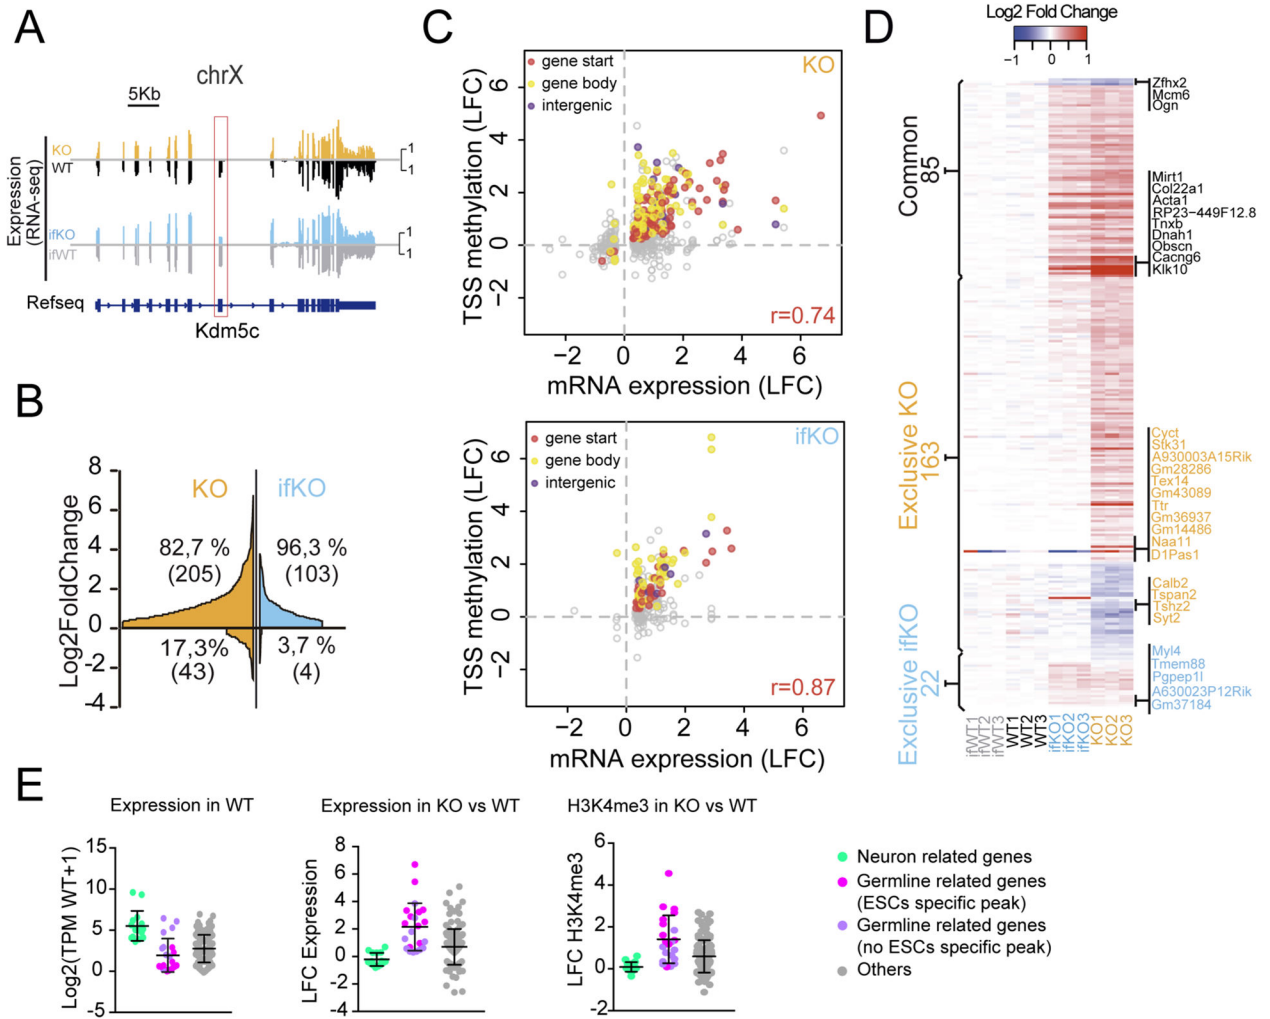 A
chrX
5Kb
Expression
(RNA-seq)
KO
WT
1
1
ifKO
ifWT
1
1
Refseq
Kdm5c
B
Log2FoldChange
8
6
4
2
0
-2
-4
KO
ifKO
82,7 %
(205)
96,3 %
(103)
17,3%
(43)
3,7 %
(4)
C
TSS methylation (LFC)
6
4
2
0
−2
gene start
gene body
intergenic
KO
r=0.74
−2 0 2 4 6
mRNA expression (LFC)
TSS methylation (LFC)
6
4
2
0
−2
gene start
gene body
intergenic
ifKO
r=0.87
−2 0 2 4 6
mRNA expression (LFC)
D
Log2 Fold Change
−1 0 1
Common
85
Exclusive KO
163
Exclusive ifKO
22
Zfhx2
Mcm6
Ogn
Mirt1
Col22a1
Acta1
RP23−449F12.8
Tnxb
Dnah1
Obscn
Cacng6
Klk10
Cyct
Stk31
A930003A15Rik
Gm28286
Tex14
Gm43089
Ttr
Gm36937
Gm14486
Naa11
D1Pas1
Calb2
Tspan2
Tshz2
Syt2
Myl4
Tmem88
Pgpep1l
A630023P12Rik
Gm37184
ifWT1
ifWT2
ifWT3
WT1
WT2
WT3
ifKO1
ifKO2
ifKO3
KO1
KO2
KO3
E
Expression in WT
Log2(TPM WT+1)
15
10
5
0
-5
Expression in KO vs WT
LFC Expression
8
6
4
2
0
-2
-4
H3K4me3 in KO vs WT
LFC H3K4me3
6
4
2
0
-2
Neuron related genes
Germline related genes
(ESCs specific peak)
Germline related genes
(no ESCs specific peak)
Others